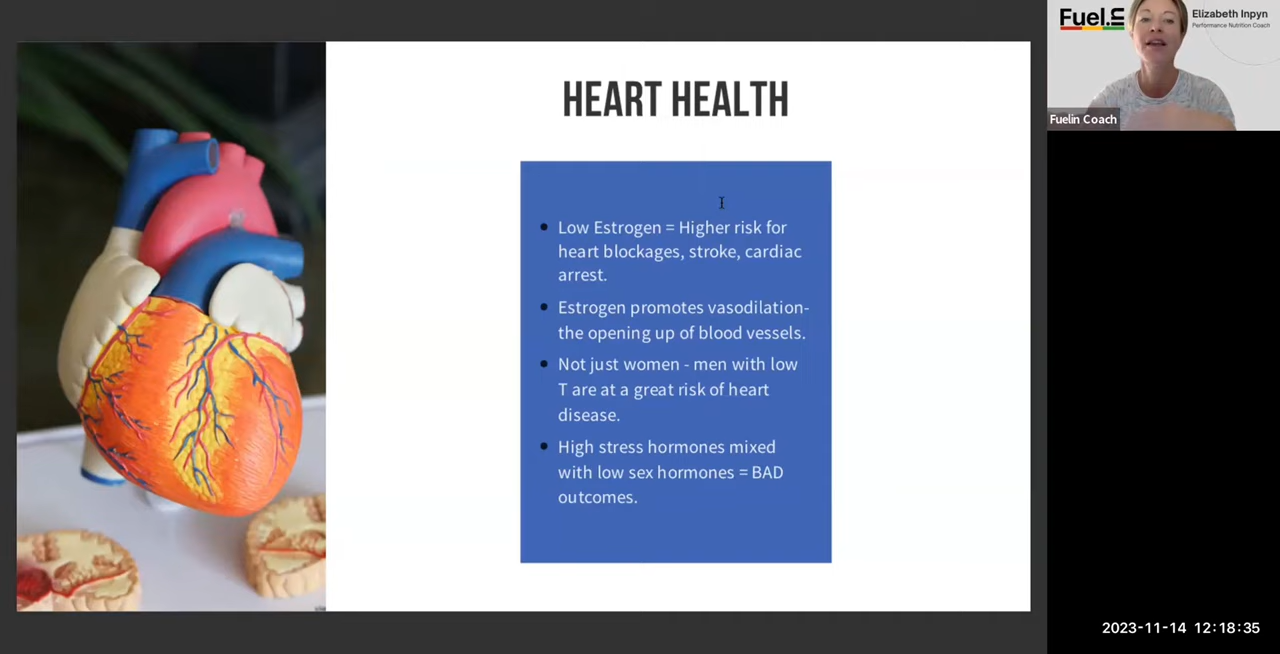 HEART HEALTH
Low Estrogen = Higher risk for
heart blockages, stroke, cardiac
arrest.
Estrogen promotes vasodilation-
the opening up of blood vessels.
Not just women - men with low
T are at a great risk of heart
disease.
High stress hormones mixed
with low sex hormones = BAD
outcomes.
Fuel.in
Elizabeth Inpyn
Performance Nutrition Coach
Fuelin Coach
2023-11-14 12:18:35